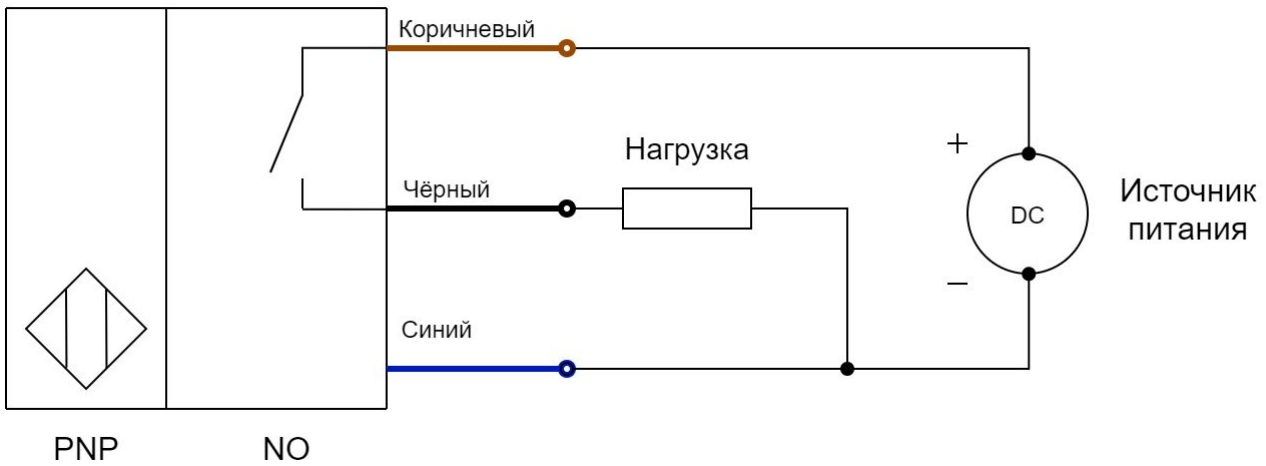 Коричневый
Нагрузка
+
Чёрный
Источник
питания
DC
−
Синий
PNP
NO